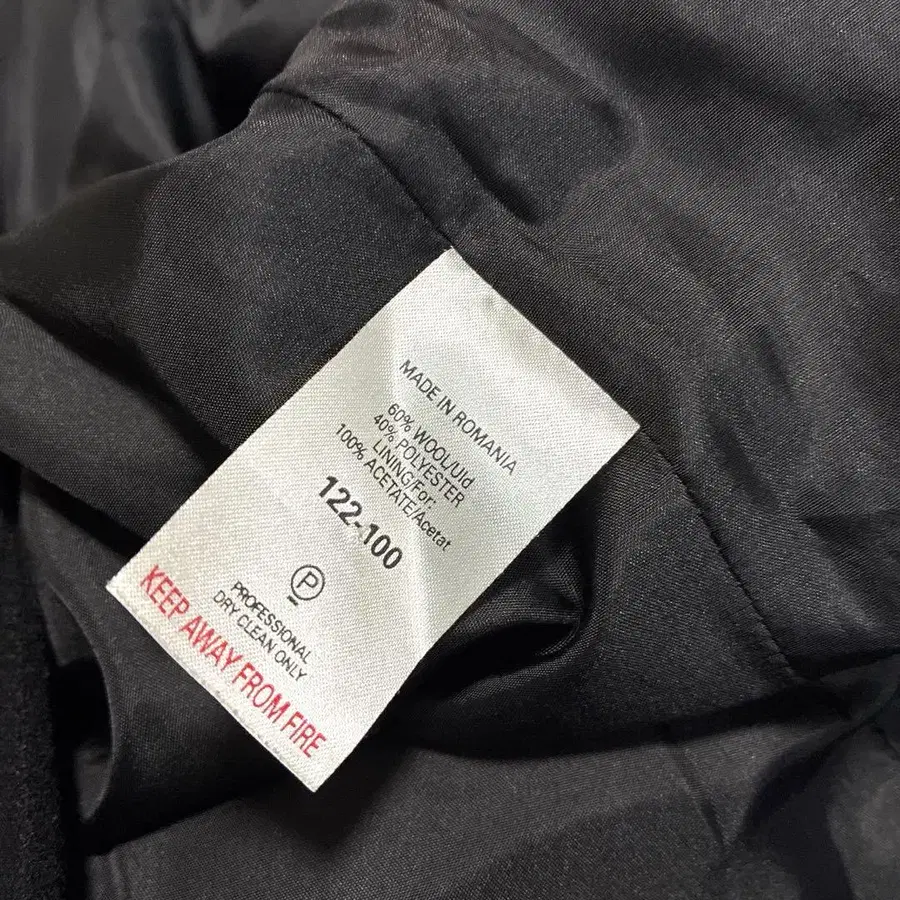 MADE IN ROMANIA
60% WOOL/Uld
40% POLYESTER
LINING/For:
100% ACETATE/Acetat
122-100
P
PROFESSIONAL
DRY CLEAN ONLY
KEEP AWAY FROM FIRE